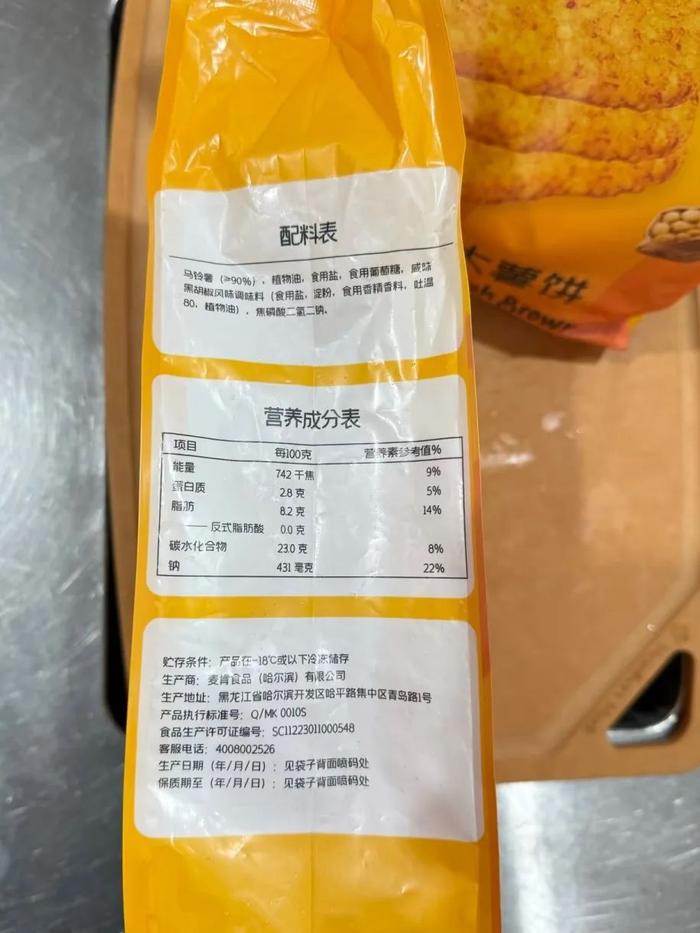 配料表
马铃薯（≥90%），植物油，食用盐，食用葡萄糖，咸味
黑胡椒风味调味料（食用盐，淀粉，食用香精香料，吐温
80，植物油），焦磷酸二氢二钠。
营养成分表
项目 每100克 营养素参考值%
能量 742 千焦 9%
蛋白质 2.8 克 5%
脂肪 8.2 克 14%
—— 反式脂肪酸 0.0 克
碳水化合物 23.0 克 8%
钠 431 毫克 22%
贮存条件：产品在-18℃或以下冷冻储存
生产商：麦肯食品（哈尔滨）有限公司
生产地址：黑龙江省哈尔滨开发区哈平路集中区青岛路1号
产品执行标准号：Q/MK 0010S
食品生产许可证编号：SC11223011000548
客服电话：4008002526
生产日期（年/月/日）：见袋子背面喷码处
保质期至（年/月/日）：见袋子背面喷码处
薯饼
Brown